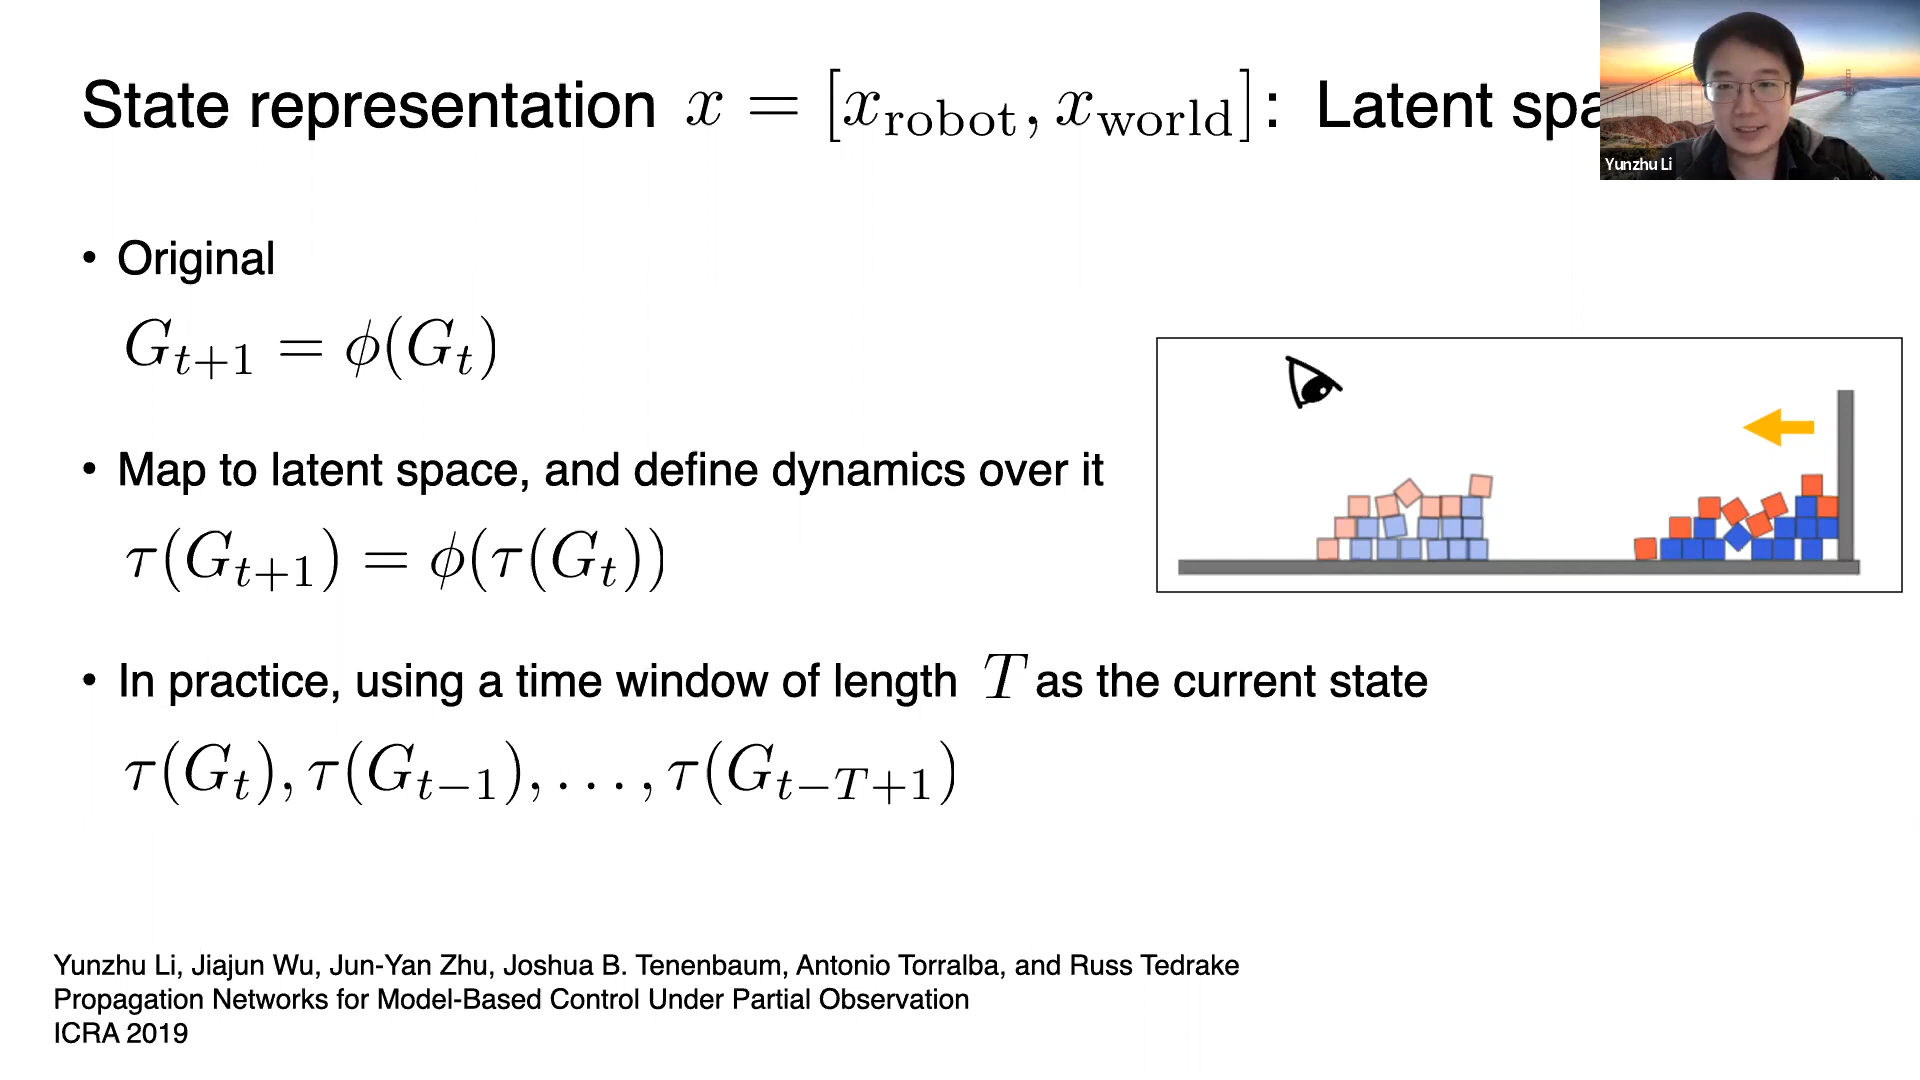 State representation x = [x_robot, x_world]: Latent spa
Yunzhu Li
• Original
G_{t+1} = ϕ(G_t)
• Map to latent space, and define dynamics over it
τ(G_{t+1}) = ϕ(τ(G_t))
• In practice, using a time window of length T as the current state
τ(G_t), τ(G_{t−1}), . . . , τ(G_{t−T+1})
Yunzhu Li, Jiajun Wu, Jun-Yan Zhu, Joshua B. Tenenbaum, Antonio Torralba, and Russ Tedrake
Propagation Networks for Model-Based Control Under Partial Observation
ICRA 2019